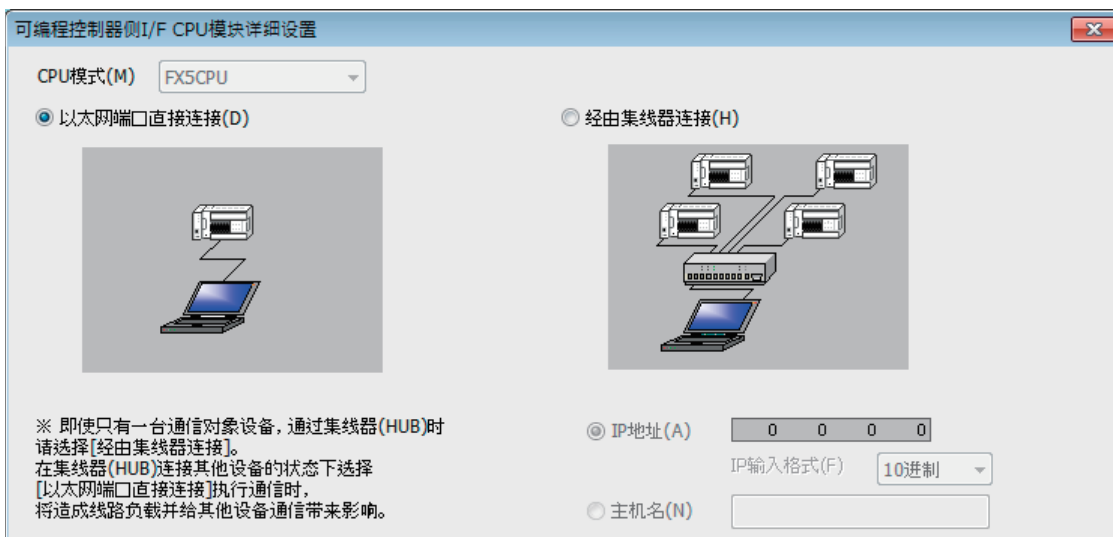 可编程控制器侧I/F CPU模块详细设置
CPU模式(M) FX5CPU
以太网端口直接连接(D)
经由集线器连接(H)
※ 即使只有一台通信对象设备，通过集线器(HUB)时
请选择[经由集线器连接]。
在集线器(HUB)连接其他设备的状态下选择
[以太网端口直接连接]执行通信时，
将造成线路负载并给其他设备通信带来影响。
IP地址(A) 0 0 0 0
IP输入格式(F) 10进制
主机名(N)